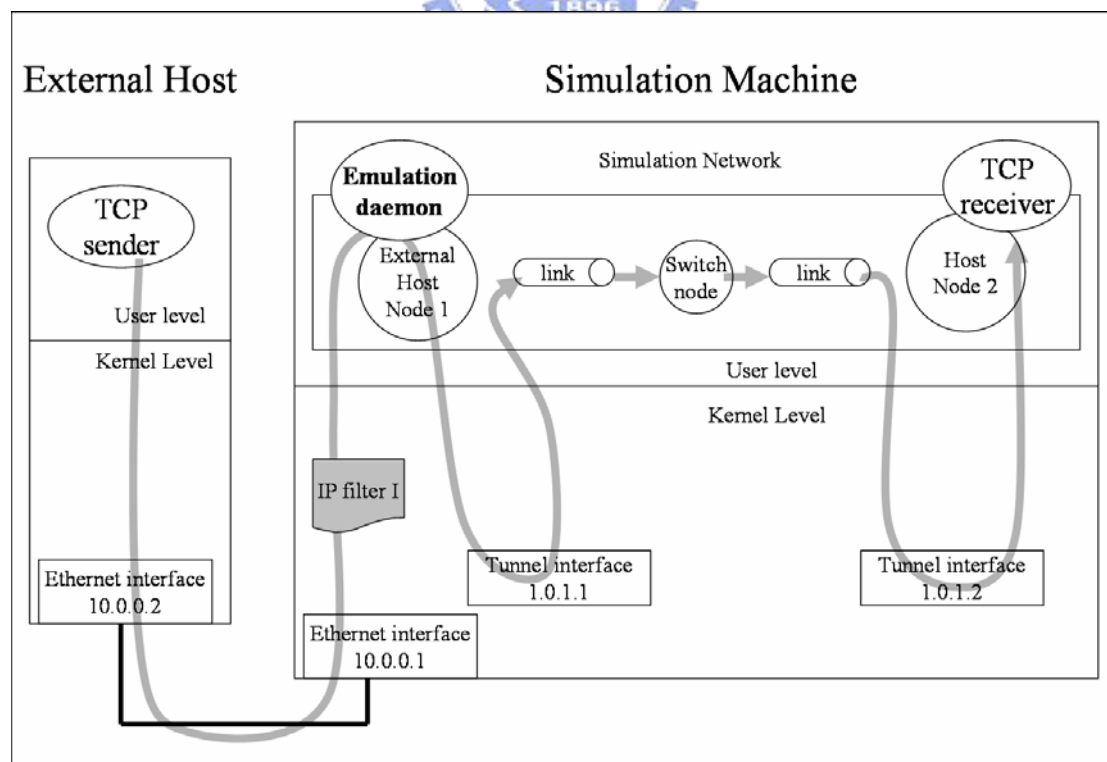 1896
External Host
Simulation Machine
Simulation Network
Emulation
daemon
TCP
receiver
TCP
sender
External
Host
Node 1
link
Switch
node
link
Host
Node 2
User level
Kernel Level
User level
Kernel Level
IP filter I
Ethernet interface
10.0.0.2
Tunnel interface
1.0.1.1
Tunnel interface
1.0.1.2
Ethernet interface
10.0.0.1